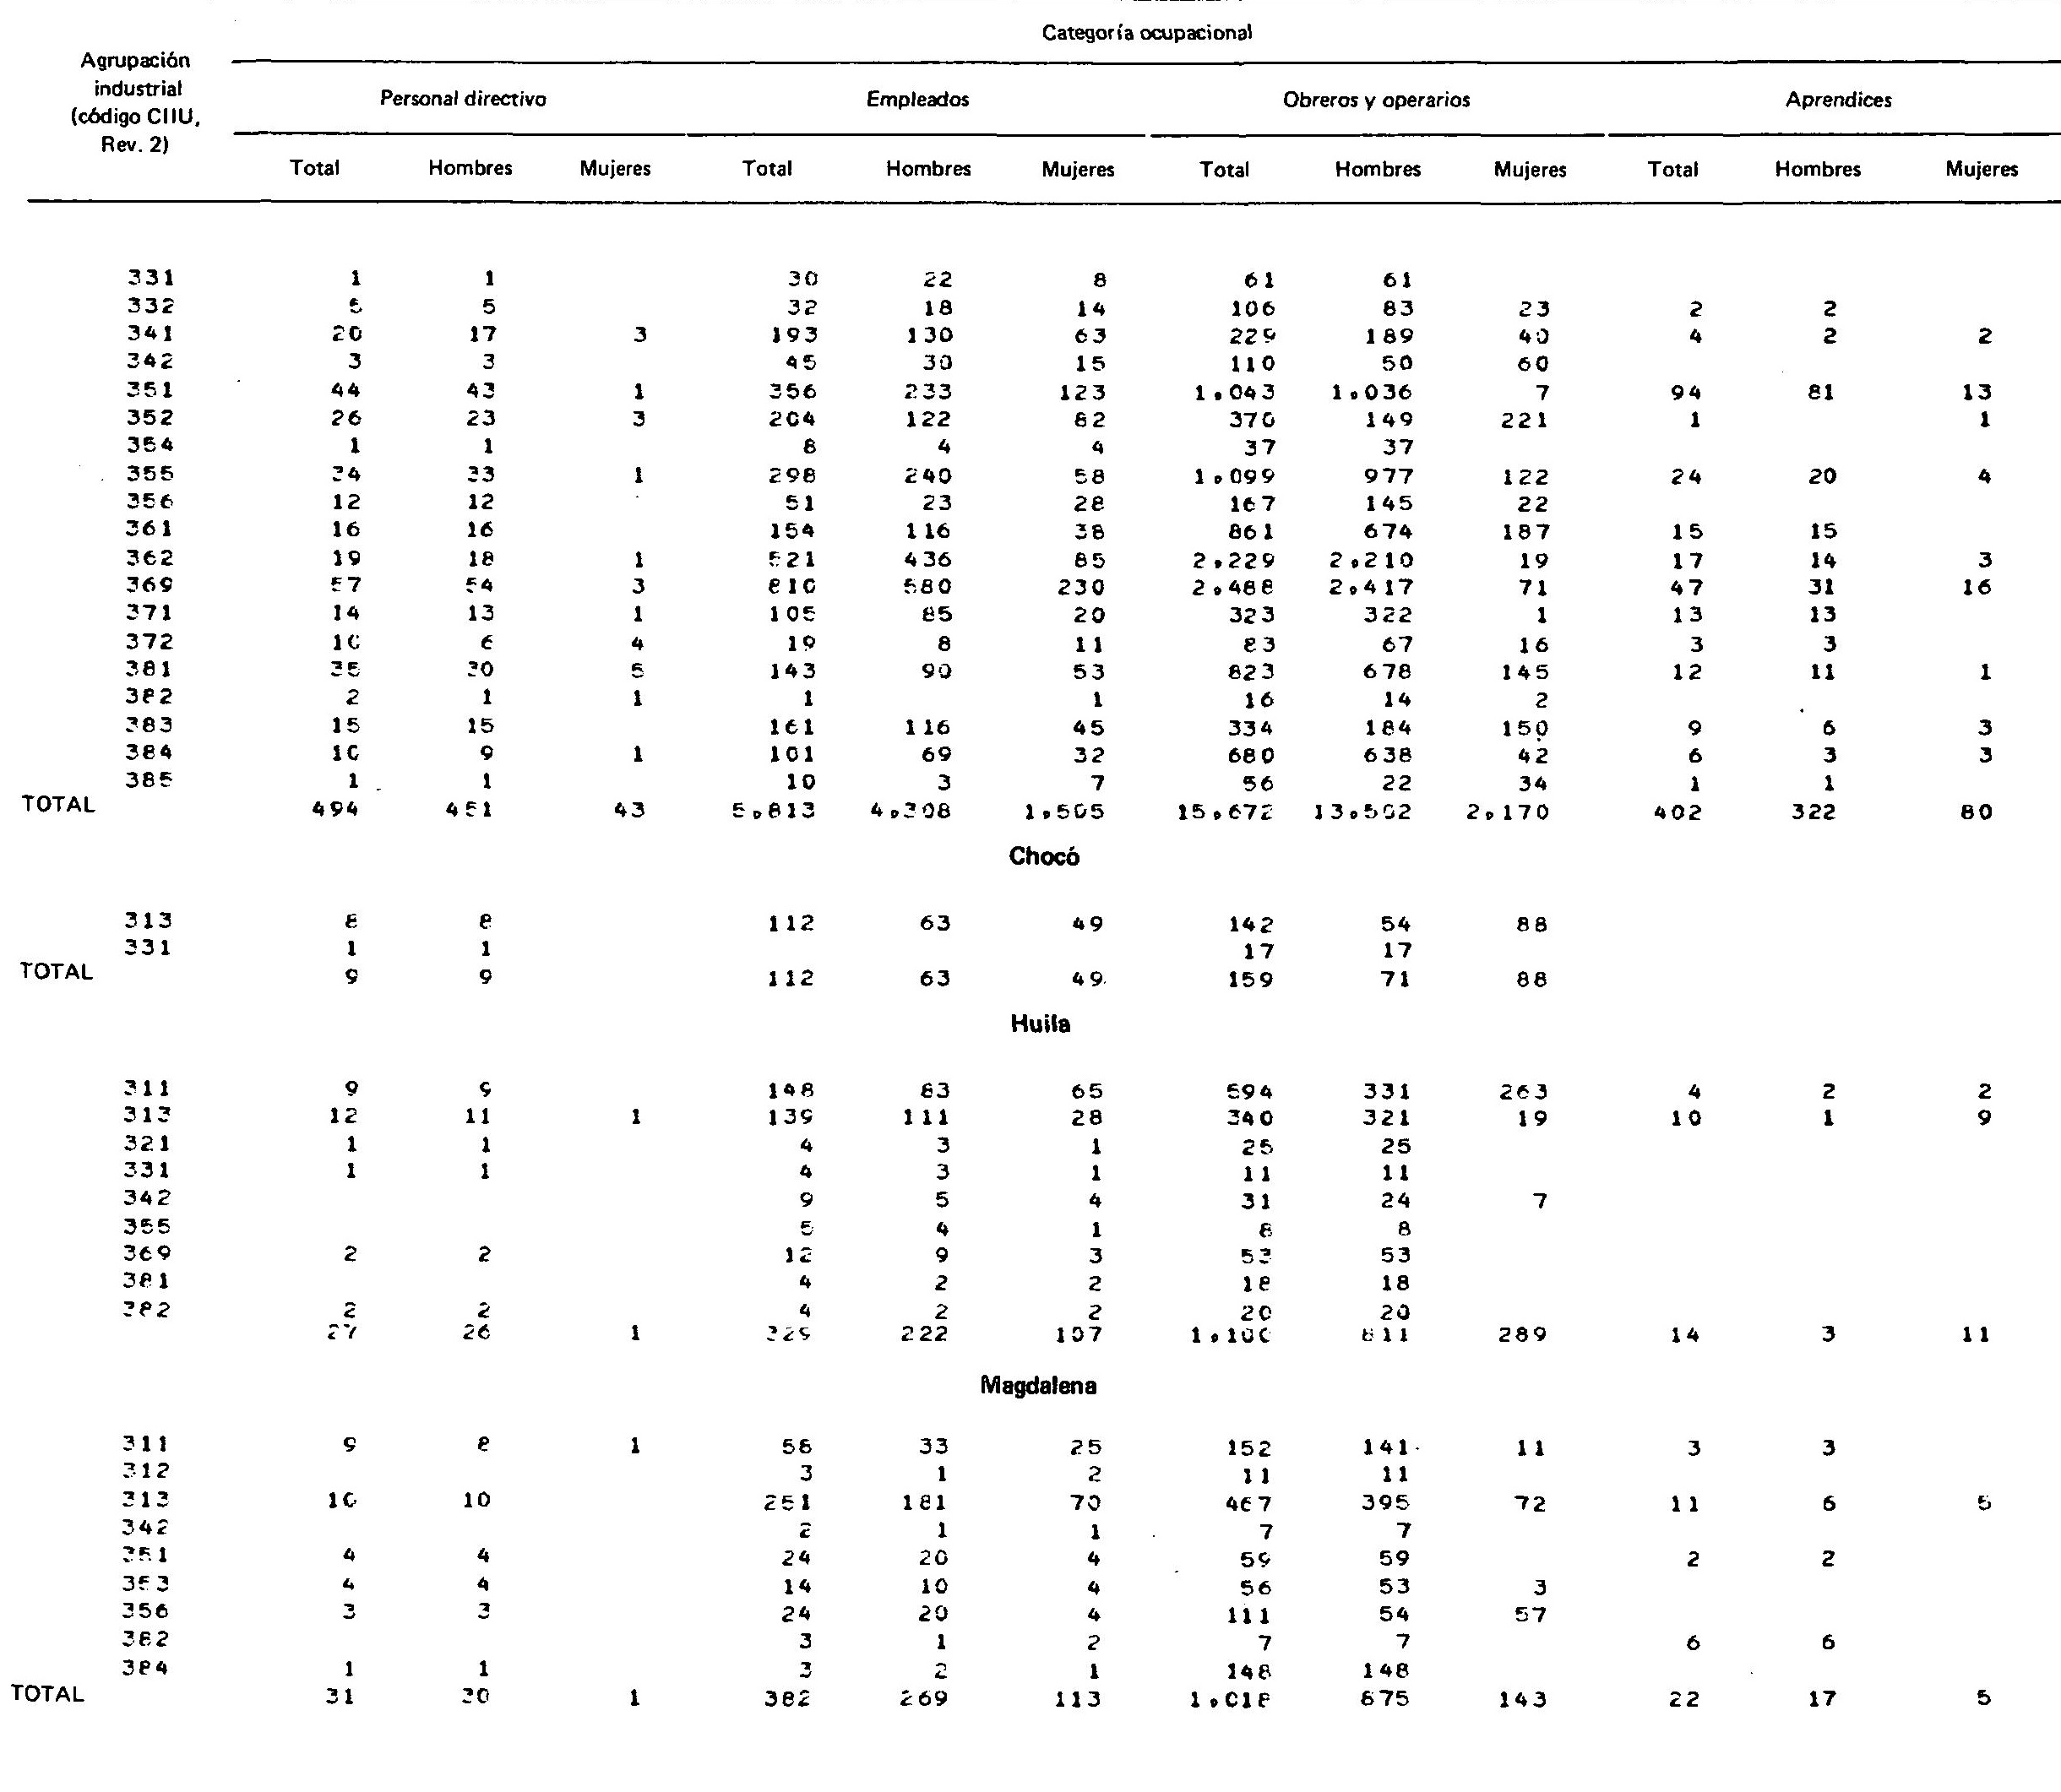 Categoría ocupacional
Agrupación
industrial
(código CIIU,
Rev. 2)
Personal directivo Empleados Obreros y operarios Aprendices
Total Hombres Mujeres Total Hombres Mujeres Total Hombres Mujeres Total Hombres Mujeres
331 1 1 30 22 8 61 61
332 5 5 32 18 14 106 83 23 2 2
341 20 17 3 193 130 63 229 189 40 4 2 2
342 3 3 45 30 15 110 50 60
351 44 43 1 356 233 123 1,043 1,036 7 94 81 13
352 26 23 3 204 122 82 370 149 221 1 1
354 1 1 8 4 4 37 37
355 34 33 1 298 240 58 1,099 977 122 24 20 4
356 12 12 51 23 28 167 145 22
361 16 16 154 116 38 861 674 187 15 15
362 19 18 1 521 436 85 2,229 2,210 19 17 14 3
369 57 54 3 810 580 230 2,488 2,417 71 47 31 16
371 14 13 1 105 85 20 323 322 1 13 13
372 10 6 4 19 8 11 83 67 16 3 3
381 35 30 5 143 90 53 823 678 145 12 11 1
382 2 1 1 1 1 16 14 2
383 15 15 161 116 45 334 184 150 9 6 3
384 10 9 1 101 69 32 680 638 42 6 3 3
385 1 1 10 3 7 56 22 34 1 1
TOTAL 494 451 43 5,813 4,308 1,505 15,672 13,502 2,170 402 322 80
Chocó
313 8 8 112 63 49 142 54 88
331 1 1 17 17
TOTAL 9 9 112 63 49 159 71 88
Huila
311 9 9 148 83 65 594 331 263 4 2 2
313 12 11 1 139 111 28 340 321 19 10 1 9
321 1 1 4 3 1 25 25
331 1 1 4 3 1 11 11
342 9 5 4 31 24 7
355 5 4 1 8 8
369 2 2 12 9 3 53 53
381 4 2 2 18 18
382 2 2 4 2 2 20 20
27 26 1 329 222 107 1,100 811 289 14 3 11
Magdalena
311 9 8 1 58 33 25 152 141 11 3 3
312 3 1 2 11 11
313 10 10 251 181 70 467 395 72 11 6 5
342 2 1 1 7 7
351 4 4 24 20 4 59 59 2 2
353 4 4 14 10 4 56 53 3
356 3 3 24 20 4 111 54 57
382 3 1 2 7 7 6 6
384 1 1 3 2 1 148 148
TOTAL 31 30 1 382 269 113 1,018 875 143 22 17 5